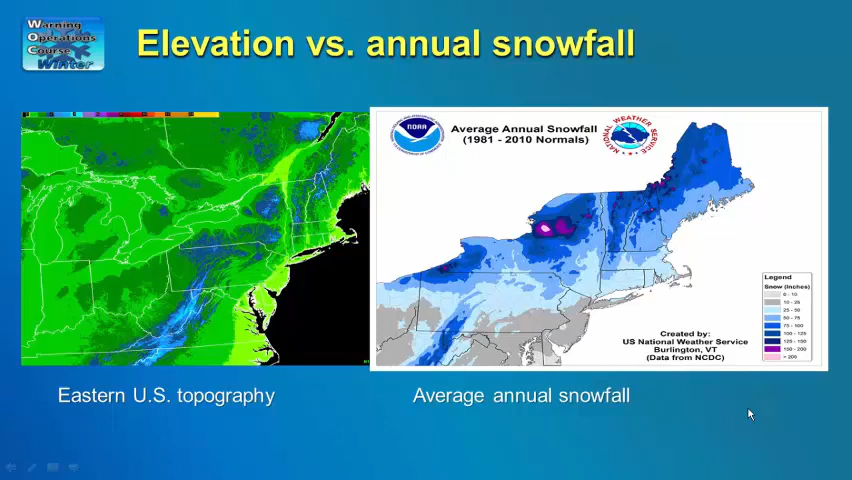 Warning
Operations
Course
Winter
Elevation vs. annual snowfall
NOAA
Average Annual Snowfall
(1981 - 2010 Normals)
NATIONAL WEATHER SERVICE
Legend
Snow (Inches)
0 - 10
10 - 25
25 - 50
50 - 75
75 - 100
100 - 125
125 - 150
150 - 200
> 200
Created by:
US National Weather Service
Burlington, VT
(Data from NCDC)
Eastern U.S. topography
Average annual snowfall